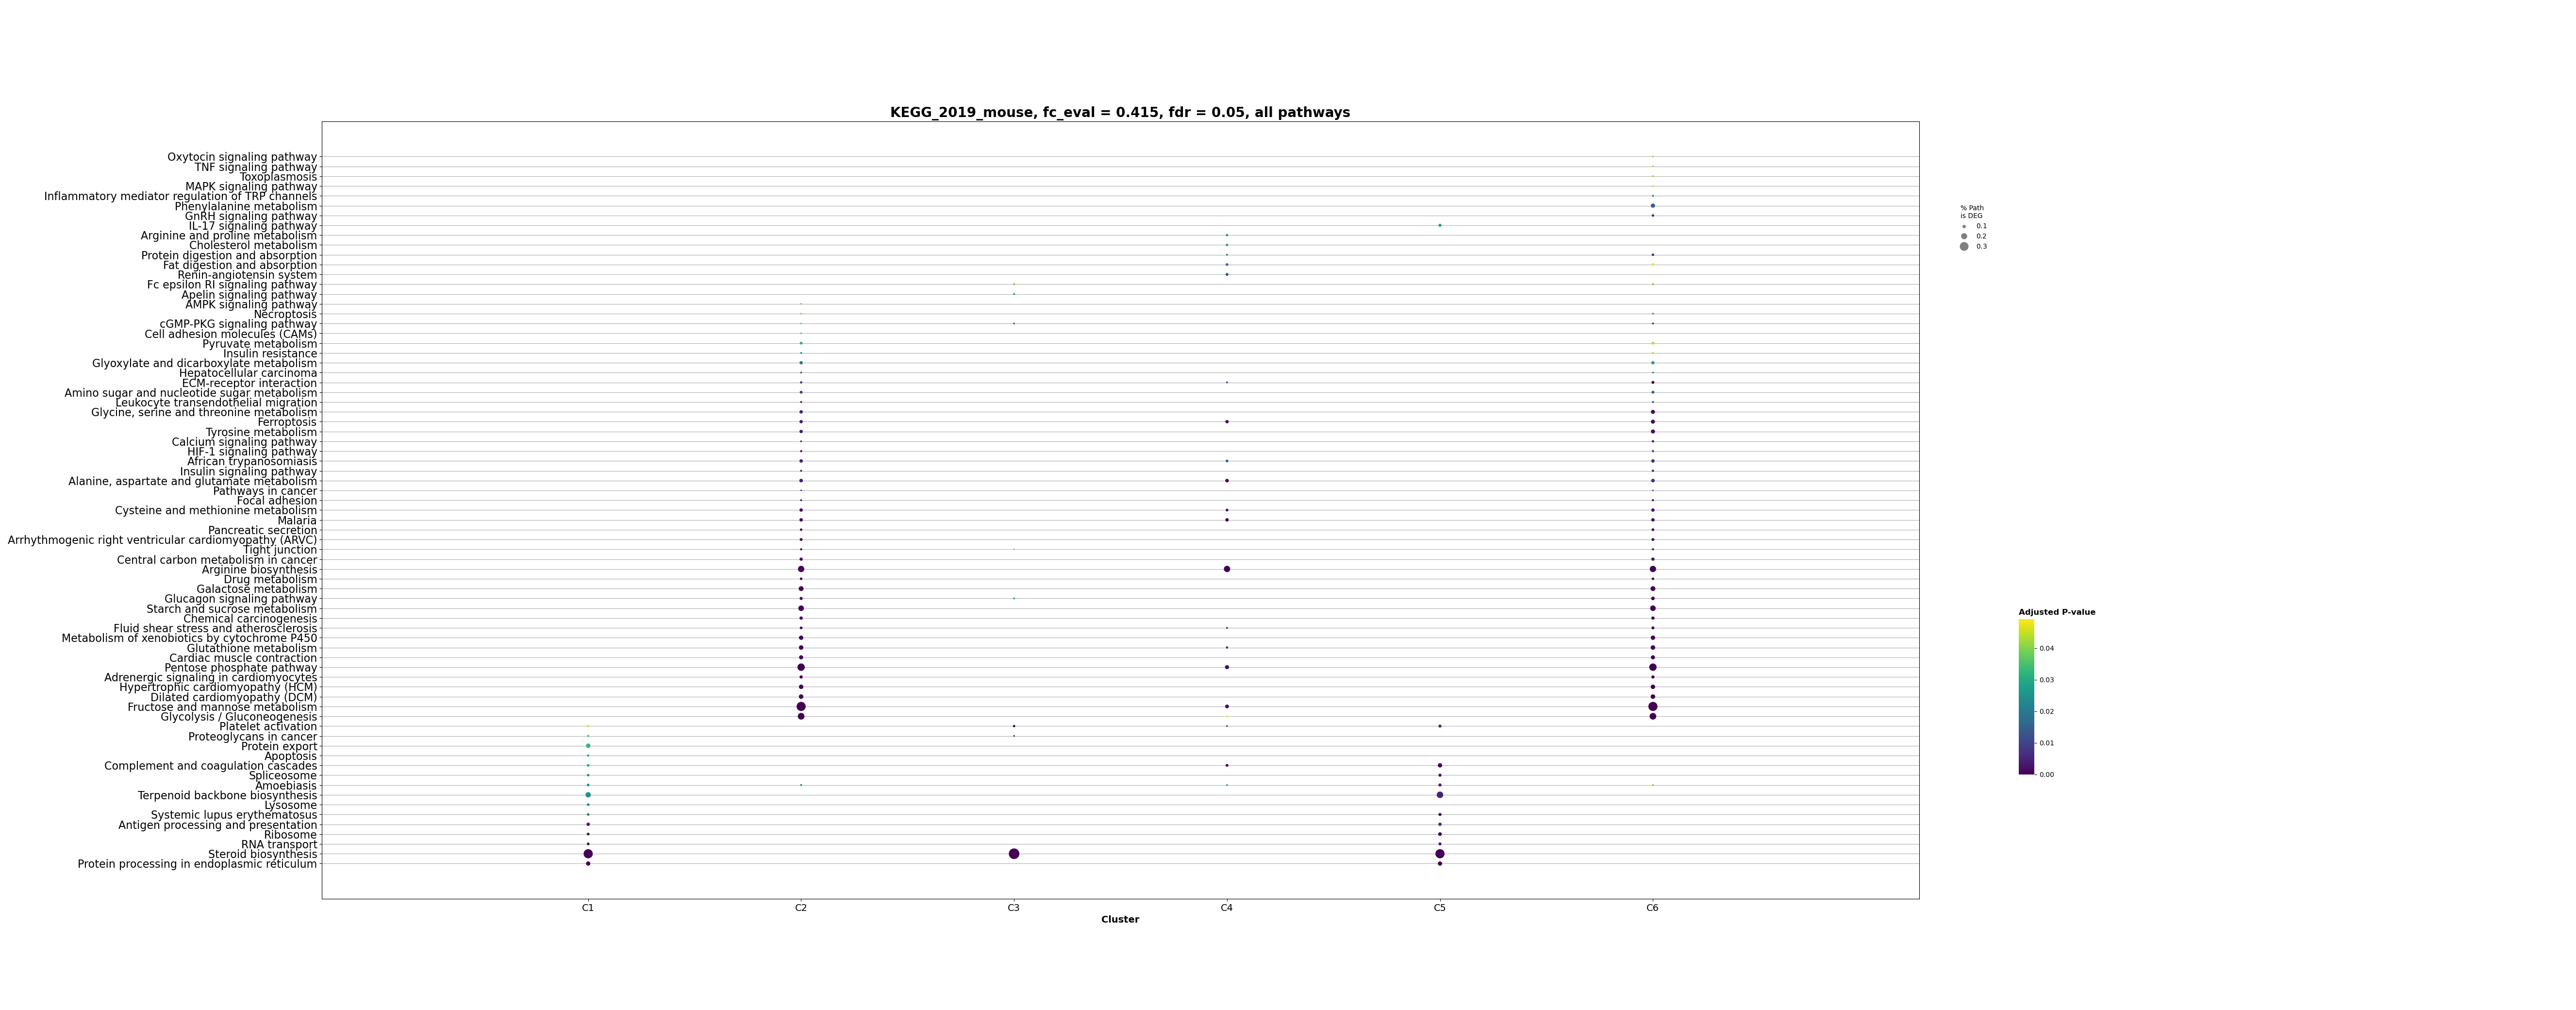 KEGG_2019_mouse, fc_eval = 0.415, fdr = 0.05, all pathways
Oxytocin signaling pathway
TNF signaling pathway
Toxoplasmosis
MAPK signaling pathway
Inflammatory mediator regulation of TRP channels
Phenylalanine metabolism
GnRH signaling pathway
IL-17 signaling pathway
Arginine and proline metabolism
Cholesterol metabolism
Protein digestion and absorption
Fat digestion and absorption
Renin-angiotensin system
Fc epsilon RI signaling pathway
Apelin signaling pathway
AMPK signaling pathway
Necroptosis
cGMP-PKG signaling pathway
Cell adhesion molecules (CAMs)
Pyruvate metabolism
Insulin resistance
Glyoxylate and dicarboxylate metabolism
Hepatocellular carcinoma
ECM-receptor interaction
Amino sugar and nucleotide sugar metabolism
Leukocyte transendothelial migration
Glycine, serine and threonine metabolism
Ferroptosis
Tyrosine metabolism
Calcium signaling pathway
HIF-1 signaling pathway
African trypanosomiasis
Insulin signaling pathway
Alanine, aspartate and glutamate metabolism
Pathways in cancer
Focal adhesion
Cysteine and methionine metabolism
Malaria
Pancreatic secretion
Arrhythmogenic right ventricular cardiomyopathy (ARVC)
Tight junction
Central carbon metabolism in cancer
Arginine biosynthesis
Drug metabolism
Galactose metabolism
Glucagon signaling pathway
Starch and sucrose metabolism
Chemical carcinogenesis
Fluid shear stress and atherosclerosis
Metabolism of xenobiotics by cytochrome P450
Glutathione metabolism
Cardiac muscle contraction
Pentose phosphate pathway
Adrenergic signaling in cardiomyocytes
Hypertrophic cardiomyopathy (HCM)
Dilated cardiomyopathy (DCM)
Fructose and mannose metabolism
Glycolysis / Gluconeogenesis
Platelet activation
Proteoglycans in cancer
Protein export
Apoptosis
Complement and coagulation cascades
Spliceosome
Amoebiasis
Terpenoid backbone biosynthesis
Lysosome
Systemic lupus erythematosus
Antigen processing and presentation
Ribosome
RNA transport
Steroid biosynthesis
Protein processing in endoplasmic reticulum
C1 C2 C3 C4 C5 C6
Cluster
% Path
is DEG
0.1
0.2
0.3
Adjusted P-value
0.04
0.03
0.02
0.01
0.00